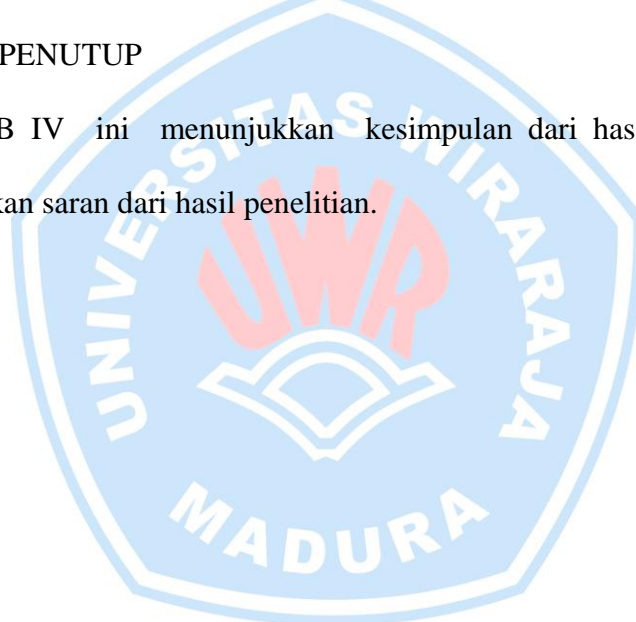 PENUTUP
B IV ini menunjukkan kesimpulan dari has
kan saran dari hasil penelitian.
UNIVERSITAS WIRARAJA
UWR
MADURA